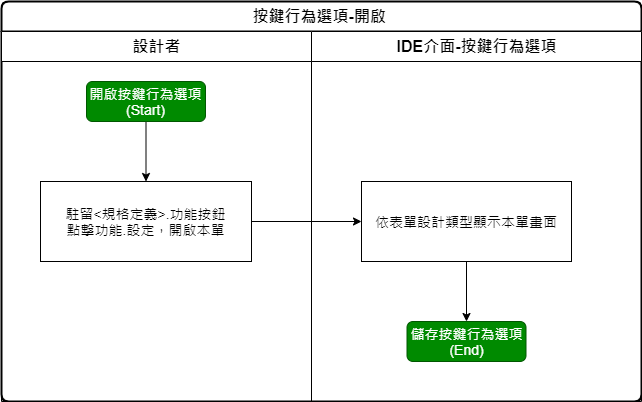 按鍵行為選項-開啟
設計者
IDE介面-按鍵行為選項
開啟按鍵行為選項
(Start)
駐留<規格定義>.功能按鈕
點擊功能.設定，開啟本單
依表單設計類型顯示本單畫面
儲存按鍵行為選項
(End)